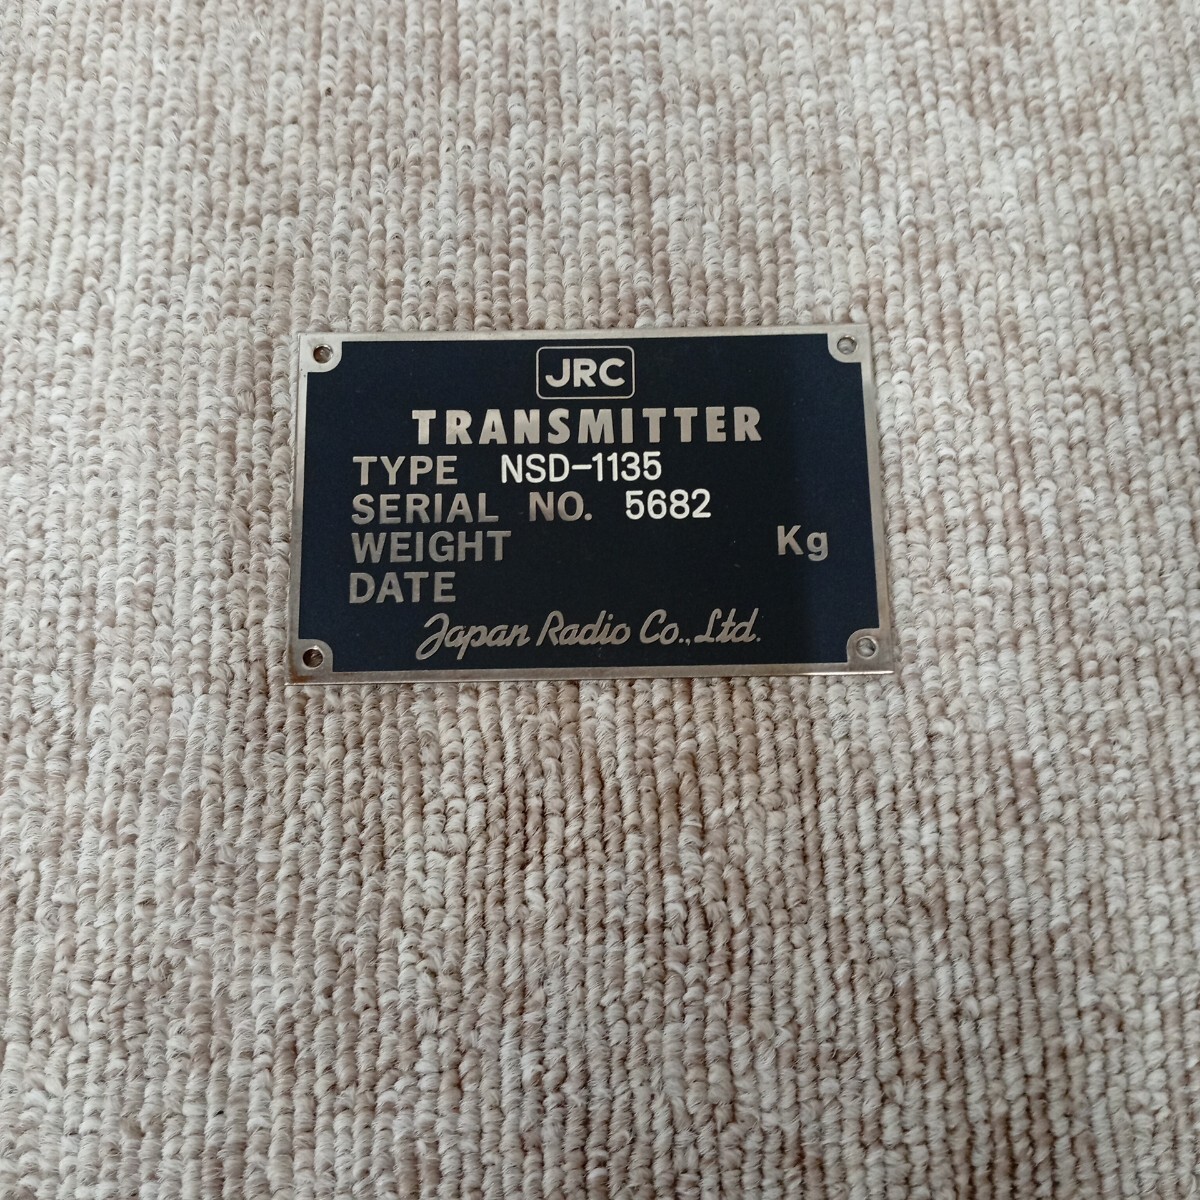 JRC
TRANSMITTER
TYPE NSD-1135
SERIAL NO. 5682
WEIGHT Kg
DATE
Japan Radio Co., Ltd.